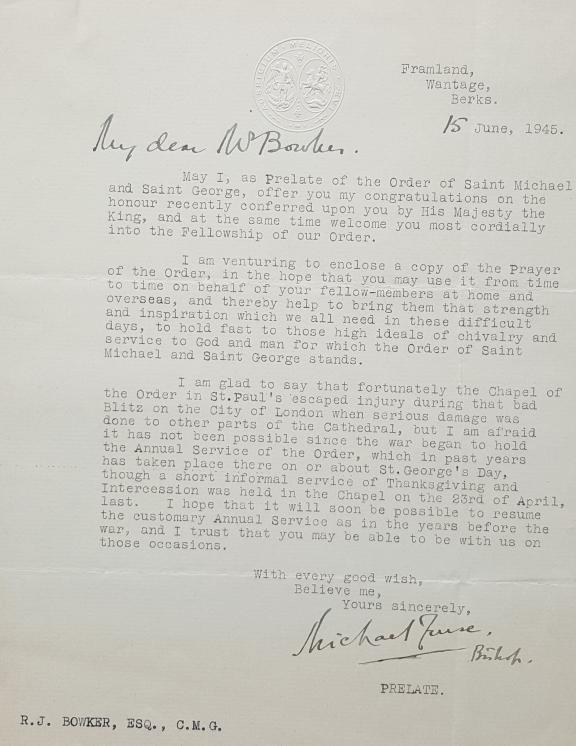 AUSPICIUM MELIORIS ÆVI
Framland,
Wantage,
Berks.
15 June, 1945.
My dear Mr Bowker.
May I, as Prelate of the Order of Saint Michael
and Saint George, offer you my congratulations on the
honour recently conferred upon you by His Majesty the
King, and at the same time welcome you most cordially
into the Fellowship of our Order.
I am venturing to enclose a copy of the Prayer
of the Order, in the hope that you may use it from time
to time on behalf of your fellow-members at home and
overseas, and thereby help to bring them that strength
and inspiration which we all need in these difficult
days, to hold fast to those high ideals of chivalry and
service to God and man for which the Order of Saint
Michael and Saint George stands.
I am glad to say that fortunately the Chapel of
the Order in St.Paul's escaped injury during that bad
Blitz on the City of London when serious damage was
done to other parts of the Cathedral, but I am afraid
it has not been possible since the war began to hold
the Annual Service of the Order, which in past years
has taken place there on or about St.George's Day,
though a short informal service of Thanksgiving and
Intercession was held in the Chapel on the 23rd of April,
last. I hope that it will soon be possible to resume
the customary Annual Service as in the years before the
war, and I trust that you may be able to be with us on
those occasions.
With every good wish,
Believe me,
Yours sincerely,
Michael Furse.
Bishop.
PRELATE.
R.J. BOWKER, ESQ., C.M.G.